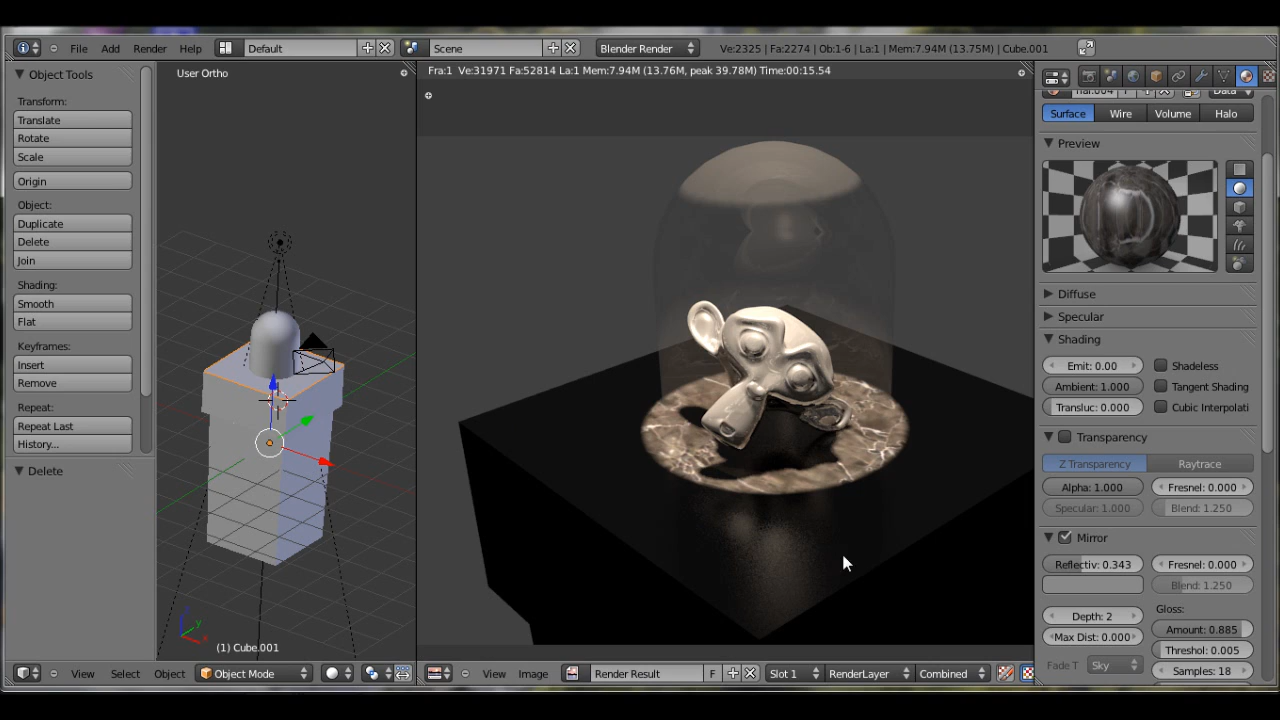 File Add Render Help Default Scene Blender Render Ve:2325 | Fa:2274 | Ob:1-6 | La:1 | Mem:7.94M (13.75M) | Cube.001
Object Tools
Transform:
Translate
Rotate
Scale
Origin
Object:
Duplicate
Delete
Join
Shading:
Smooth
Flat
Keyframes:
Insert
Remove
Repeat:
Repeat Last
History...
Delete
User Ortho
(1) Cube.001
View Select Object Object Mode
Fra:1 Ve:31971 Fa:52814 La:1 Mem:7.94M (13.76M, peak 39.78M) Time:00:15.54
View Image Render Result F Slot 1 RenderLayer Combined
Data
Surface Wire Volume Halo
Preview
Diffuse
Specular
Shading
Emit: 0.00 Shadeless
Ambient: 1.000 Tangent Shading
Transluc: 0.000 Cubic Interpolati
Transparency
Z Transparency Raytrace
Alpha: 1.000 Fresnel: 0.000
Specular: 1.000 Blend: 1.250
Mirror
Reflectiv: 0.343 Fresnel: 0.000
Blend: 1.250
Depth: 2 Gloss:
Max Dist: 0.000 Amount: 0.885
Threshol: 0.005
Fade T Sky Samples: 18